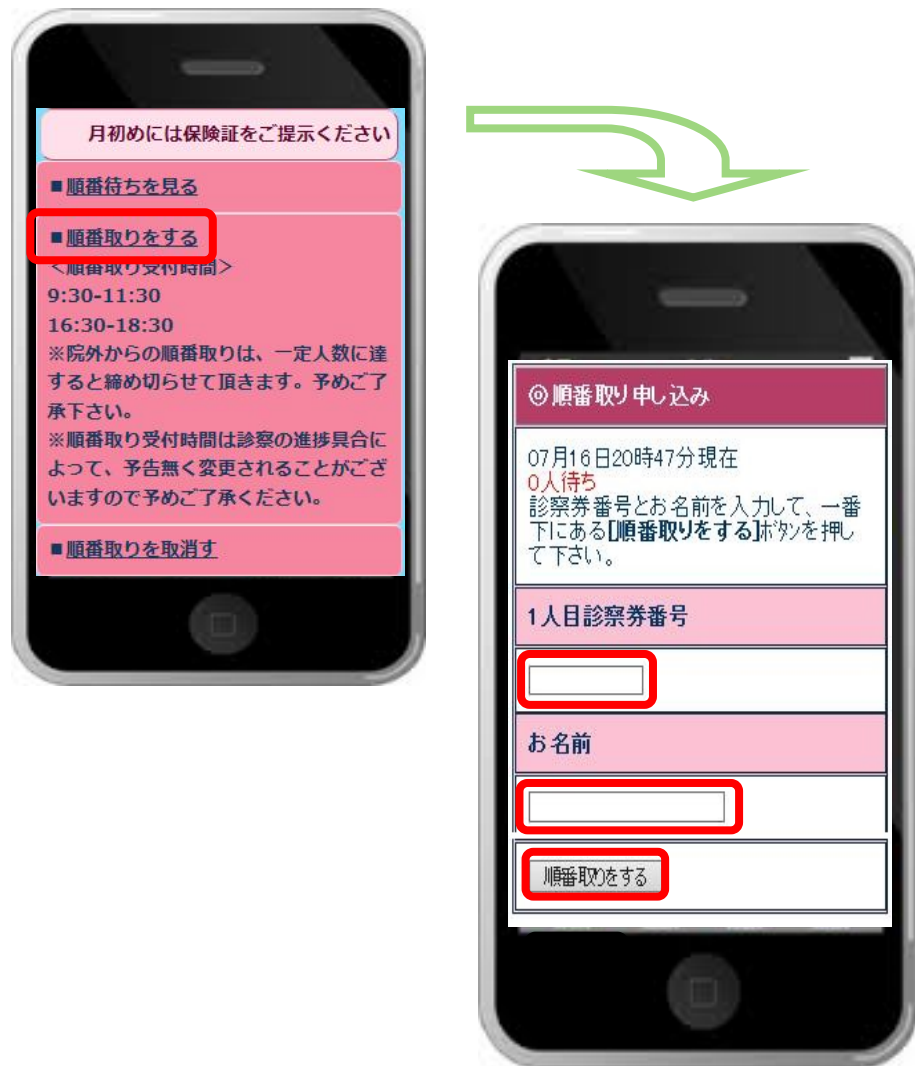 月初めには保険証をご提示ください
■順番待ちを見る
■順番取りをする
＜順番取り受付時間＞
9:30-11:30
16:30-18:30
※院外からの順番取りは、一定人数に達
すると締め切らせて頂きます。予めご了
承下さい。
※順番取り受付時間は診察の進捗具合に
よって、予告無く変更されることがござ
いますので予めご了承ください。
■順番取りを取消す
◎順番取り申し込み
07月16日20時47分現在
0人待ち
診察券番号とお名前を入力して、一番
下にある[順番取りをする]ﾎﾞﾀﾝを押し
て下さい。
1人目診察券番号
お名前
順番取りをする